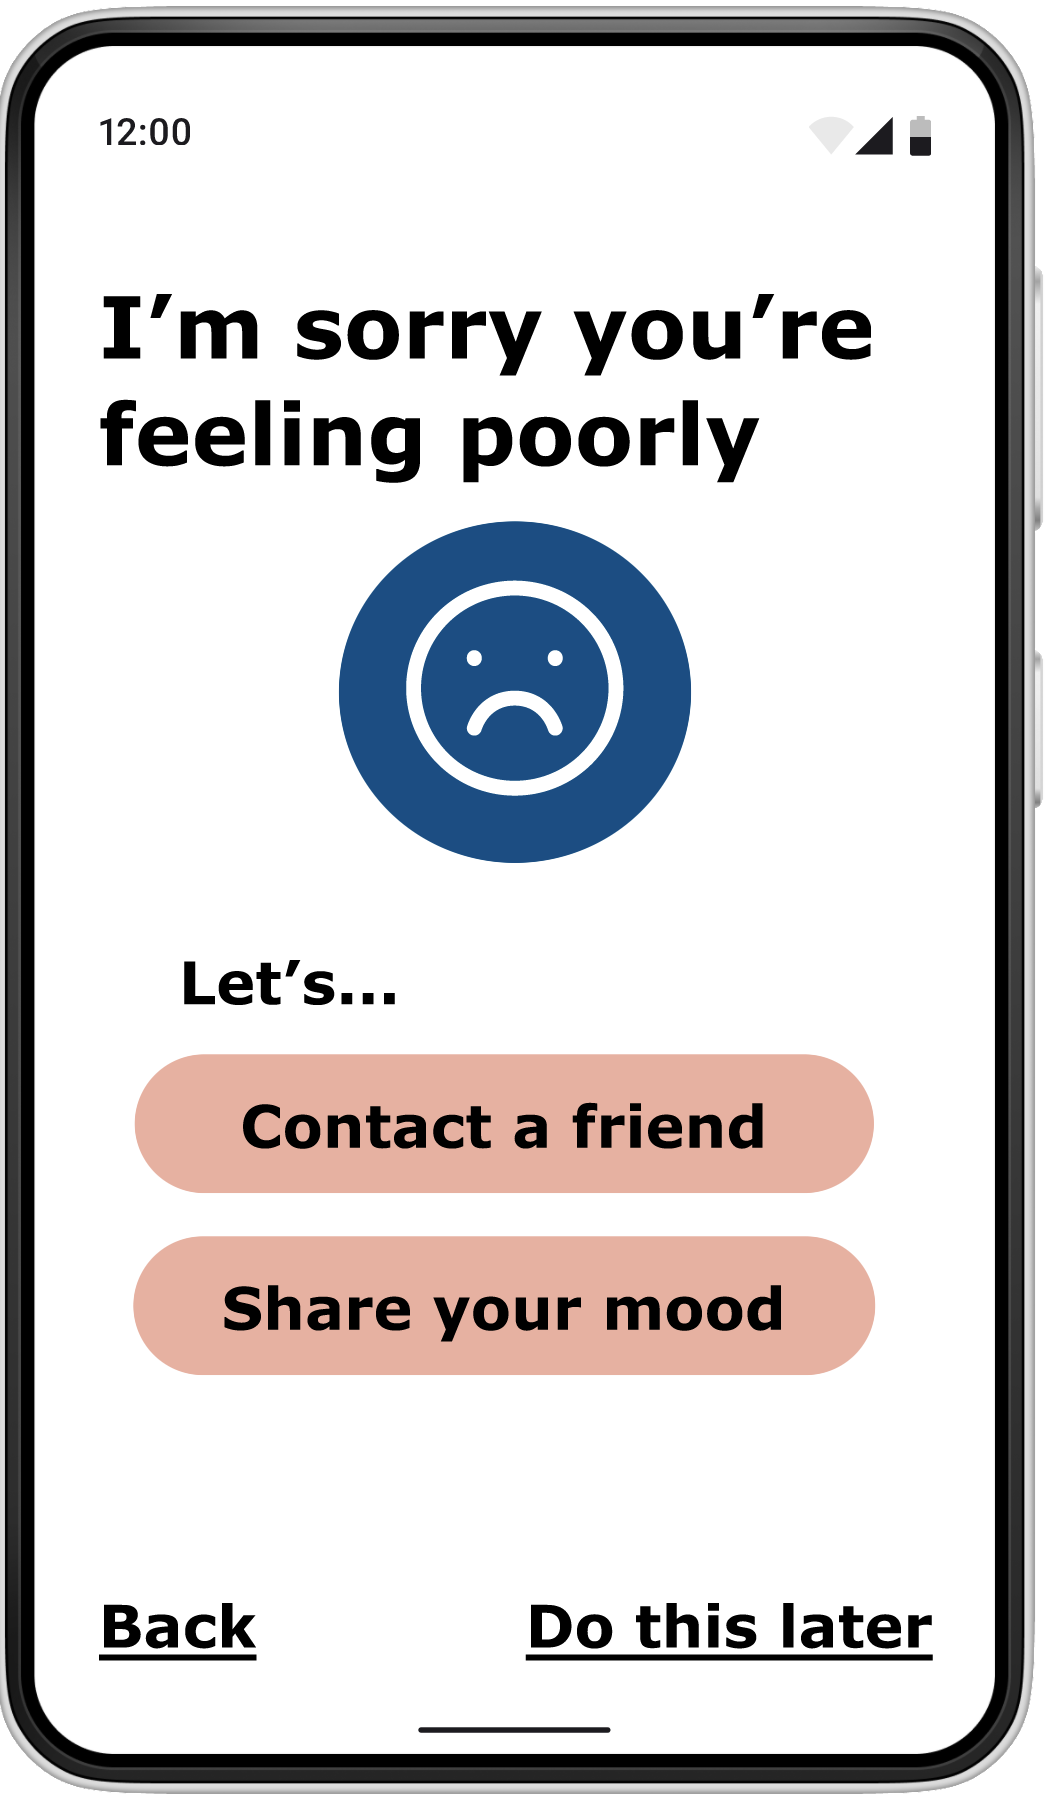 12:00
I’m sorry you’re
feeling poorly
Let’s...
Contact a friend
Share your mood
Back
Do this later